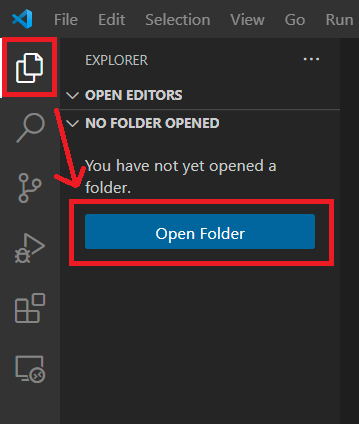 File Edit Selection View Go Run
EXPLORER ...
OPEN EDITORS
NO FOLDER OPENED
You have not yet opened a
folder.
Open Folder